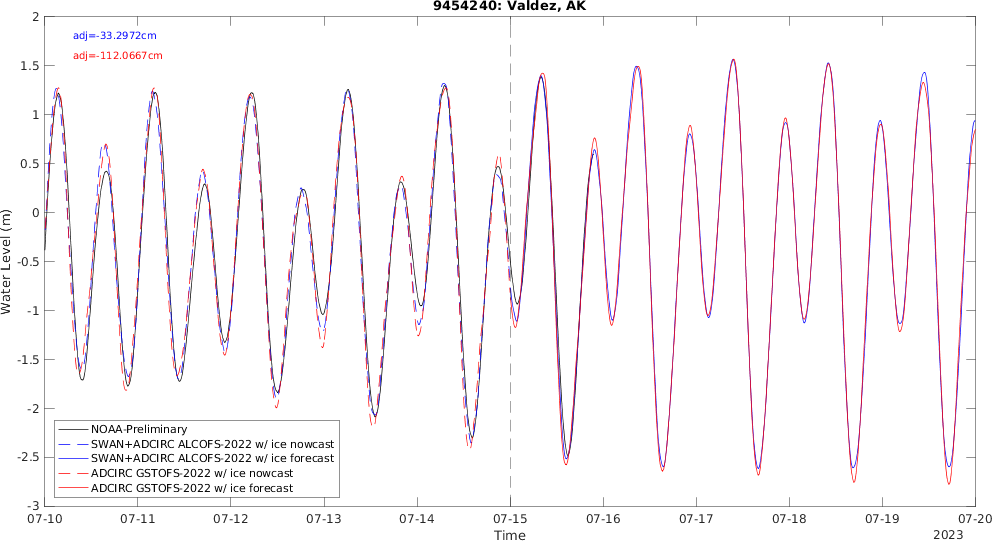 9454240: Valdez, AK
adj=-33.2972cm
adj=-112.0667cm
2
1.5
1
0.5
0
-0.5
-1
-1.5
-2
-2.5
-3
Water Level (m)
NOAA-Preliminary
SWAN+ADCIRC ALCOFS-2022 w/ ice nowcast
SWAN+ADCIRC ALCOFS-2022 w/ ice forecast
ADCIRC GSTOFS-2022 w/ ice nowcast
ADCIRC GSTOFS-2022 w/ ice forecast
07-10 07-11 07-12 07-13 07-14 07-15 07-16 07-17 07-18 07-19 07-20
Time
2023